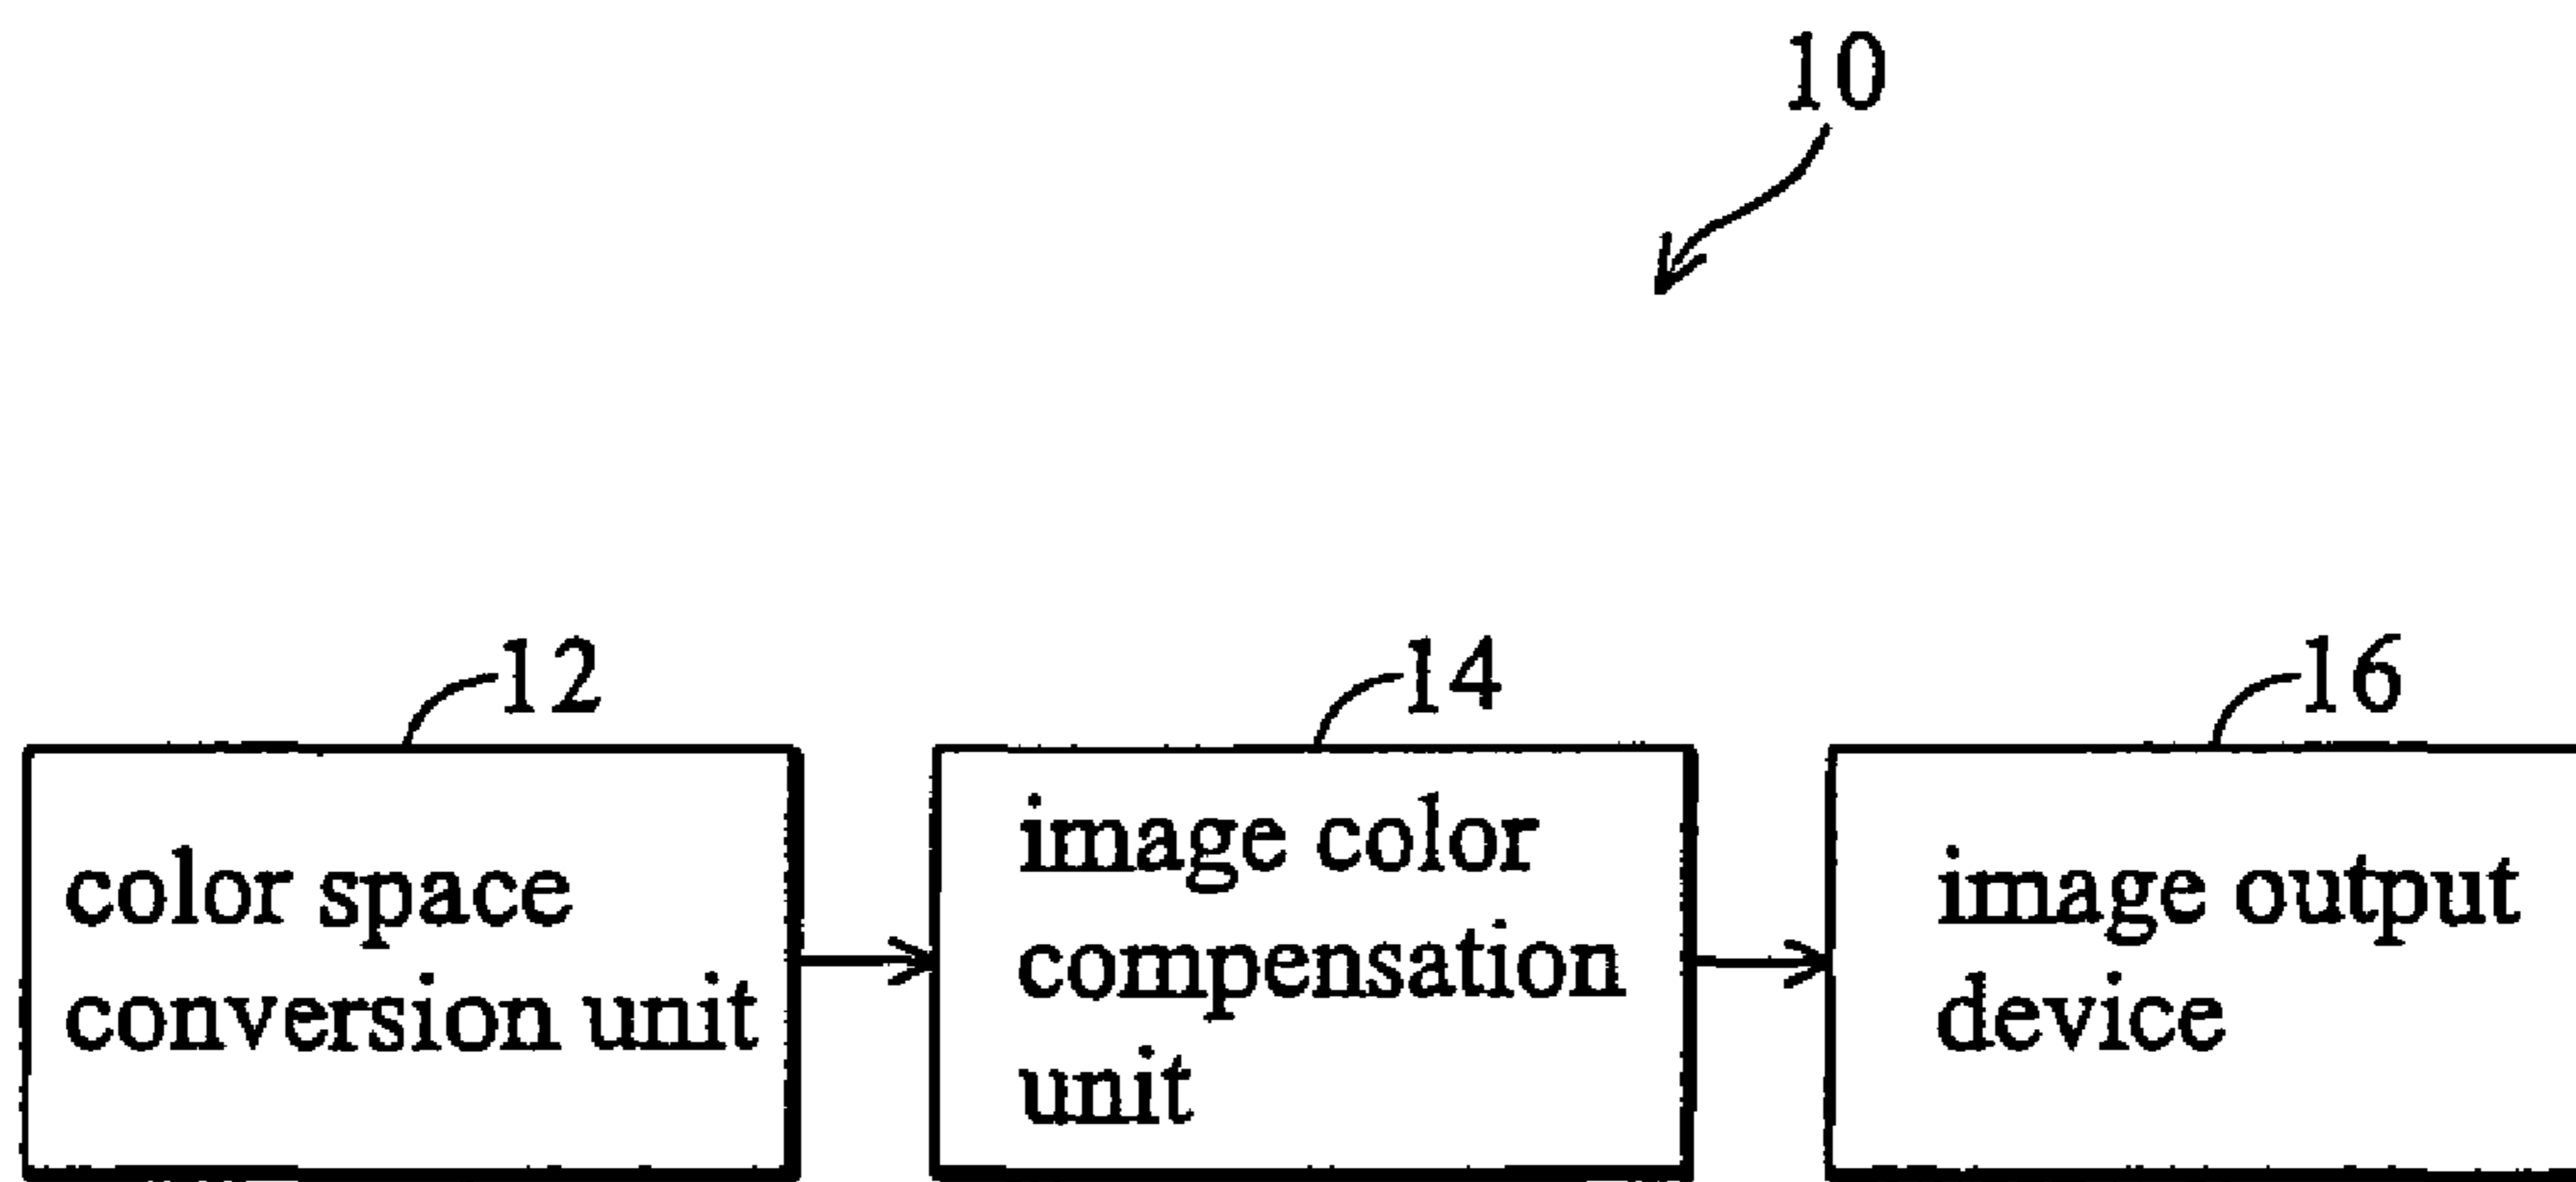 10
12
color space
conversion unit
14
image color
compensation
unit
16
image output
device